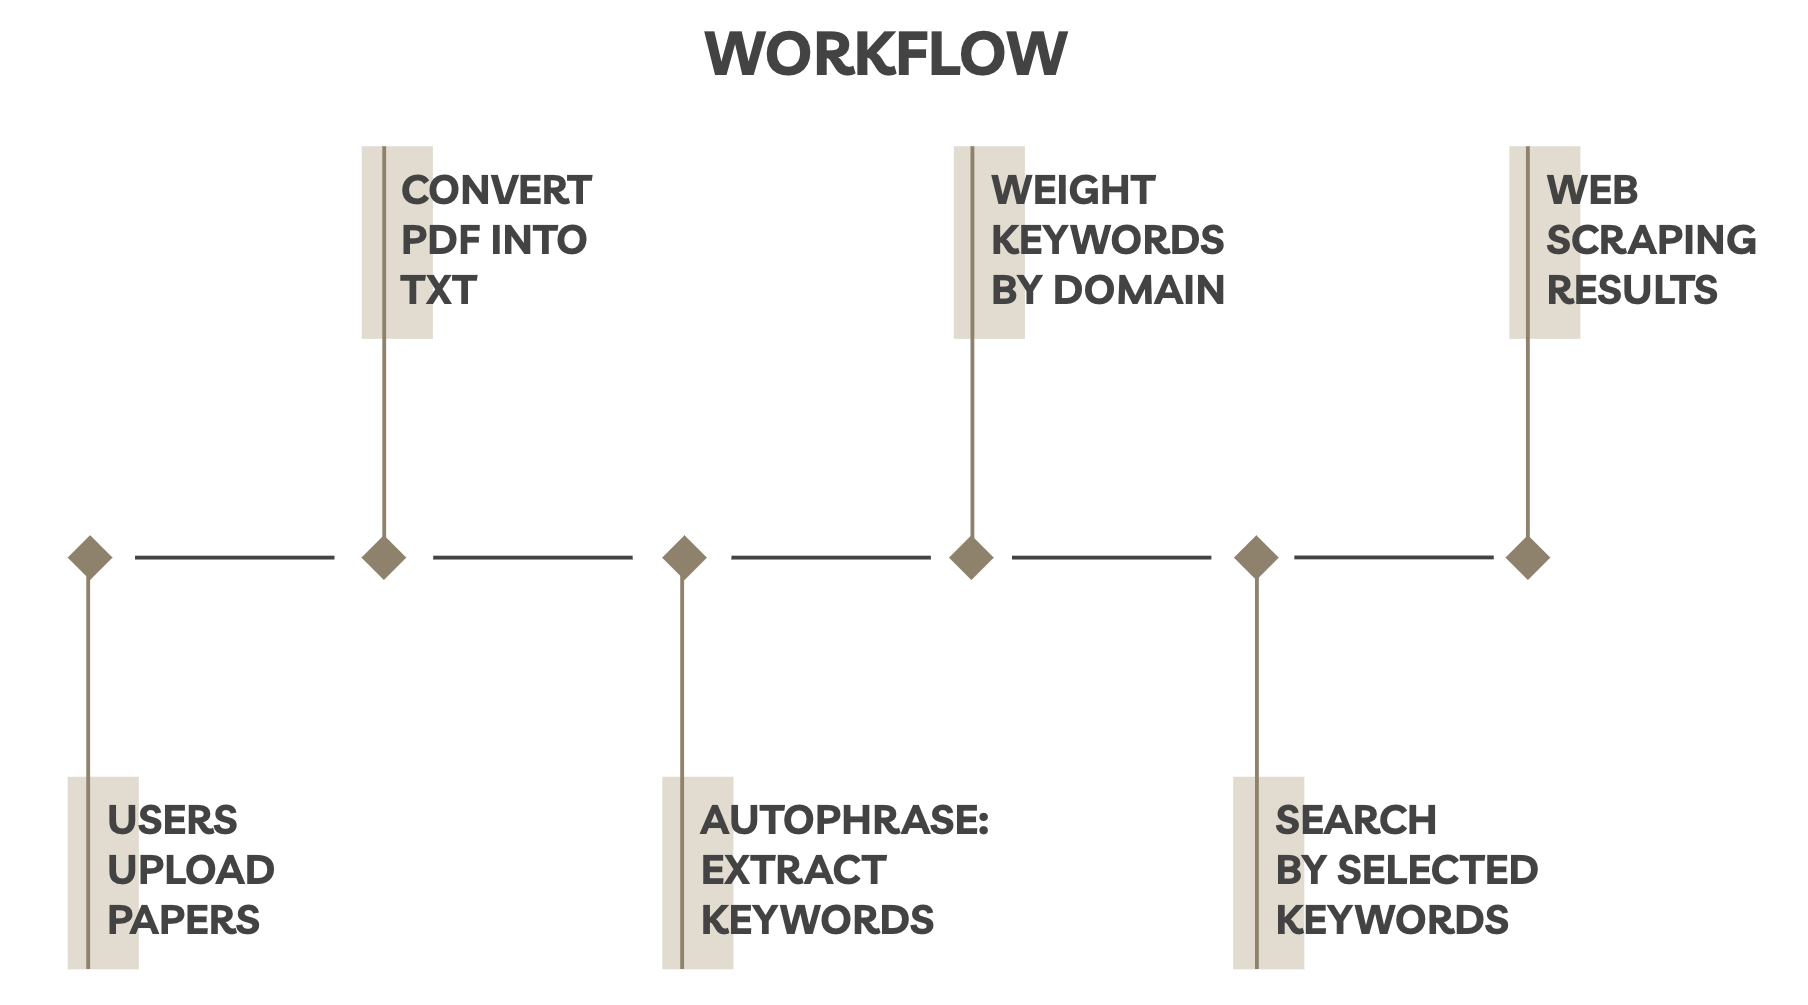 WORKFLOW
CONVERT
PDF INTO
TXT
WEIGHT
KEYWORDS
BY DOMAIN
WEB
SCRAPING
RESULTS
USERS
UPLOAD
PAPERS
AUTOPHRASE:
EXTRACT
KEYWORDS
SEARCH
BY SELECTED
KEYWORDS